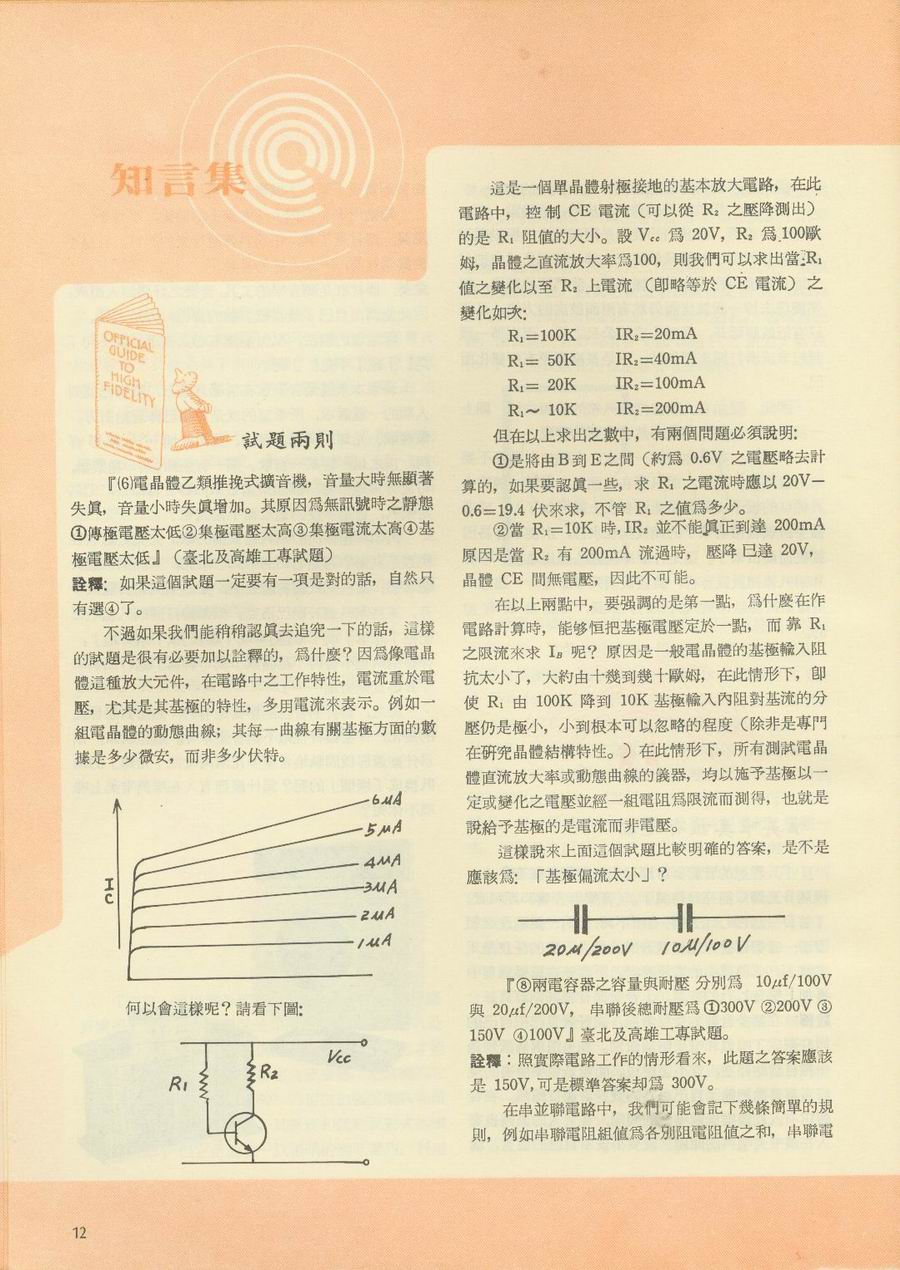 知言集
OFFICIAL
GUIDE
TO
HIGH
FIDELITY
試題兩則
『⑹電晶體乙類推挽式擴音機，音量大時無顯著
失眞，音量小時失眞增加。其原因爲無訊號時之靜態
①傳極電壓太低②集極電壓太高③集極電流太高④基
極電壓太低』（臺北及高雄工專試題）
詮釋：如果這個試題一定要有一項是對的話，自然只
有選④了。
不過如果我們能稍稍認眞去追究一下的話，這樣
的試題是很有必要加以詮釋的，爲什麼？因爲像電晶
體這種放大元件，在電路中之工作特性，電流重於電
壓，尤其是其基極的特性，多用電流來表示。例如一
組電晶體的動態曲線；其每一曲線有關基極方面的數
據是多少微安，而非多少伏特。
IC
6μA
5μA
4μA
3μA
2μA
1μA
何以會這樣呢？請看下圖：
Vcc
R1
R2
這是一個單晶體射極接地的基本放大電路，在此
電路中，控制 CE 電流（可以從 R₂ 之壓降測出）
的是 R₁ 阻值的大小。設 Vcc 爲 20V，R₂ 爲100歐
姆，晶體之直流放大率爲100，則我們可以求出當R₁
值之變化以至 R₂ 上電流（卽略等於 CE 電流）之
變化如次：
R₁=100K IR₂=20mA
R₁= 50K IR₂=40mA
R₁= 20K IR₂=100mA
R₁～ 10K IR₂=200mA
但在以上求出之數中，有兩個問題必須說明：
①是將由B到E之間（約爲 0.6V 之電壓略去計
算的，如果要認眞一些，求 R₁ 之電流時應以 20V－
0.6=19.4 伏來求，不管 R₁ 之值爲多少。
②當 R₁=10K 時，IR₂ 並不能眞正到達 200mA
原因是當 R₂ 有 200mA 流過時，壓降已達 20V，
晶體 CE 間無電壓，因此不可能。
在以上兩點中，要强調的是第一點，爲什麼在作
電路計算時，能够恒把基極電壓定於一點，而靠 R₁
之限流來求 IB 呢？原因是一般電晶體的基極輸入阻
抗太小了，大約由十幾到幾十歐姆，在此情形下，卽
使 R₁ 由 100K 降到 10K 基極輸入內阻對基流的分
壓仍是極小，小到根本可以忽略的程度（除非是專門
在硏究晶體結構特性。）在此情形下，所有測試電晶
體直流放大率或動態曲線的儀器，均以施予基極以一
定或變化之電壓並經一組電阻爲限流而測得，也就是
說給予基極的是電流而非電壓。
這樣說來上面這個試題比較明確的答案，是不是
應該爲：「基極偏流太小」？
20μ/200V 10μ/100V
『⑧兩電容器之容量與耐壓分別爲 10μf/100V
與 20μf/200V，串聯後總耐壓爲①300V ②200V ③
150V ④100V』臺北及高雄工專試題。
詮釋：照實際電路工作的情形看來，此題之答案應該
是 150V，可是標準答案却爲 300V。
在串並聯電路中，我們可能會記下幾條簡單的規
則，例如串聯電阻組值爲各別阻電阻值之和，串聯電
12